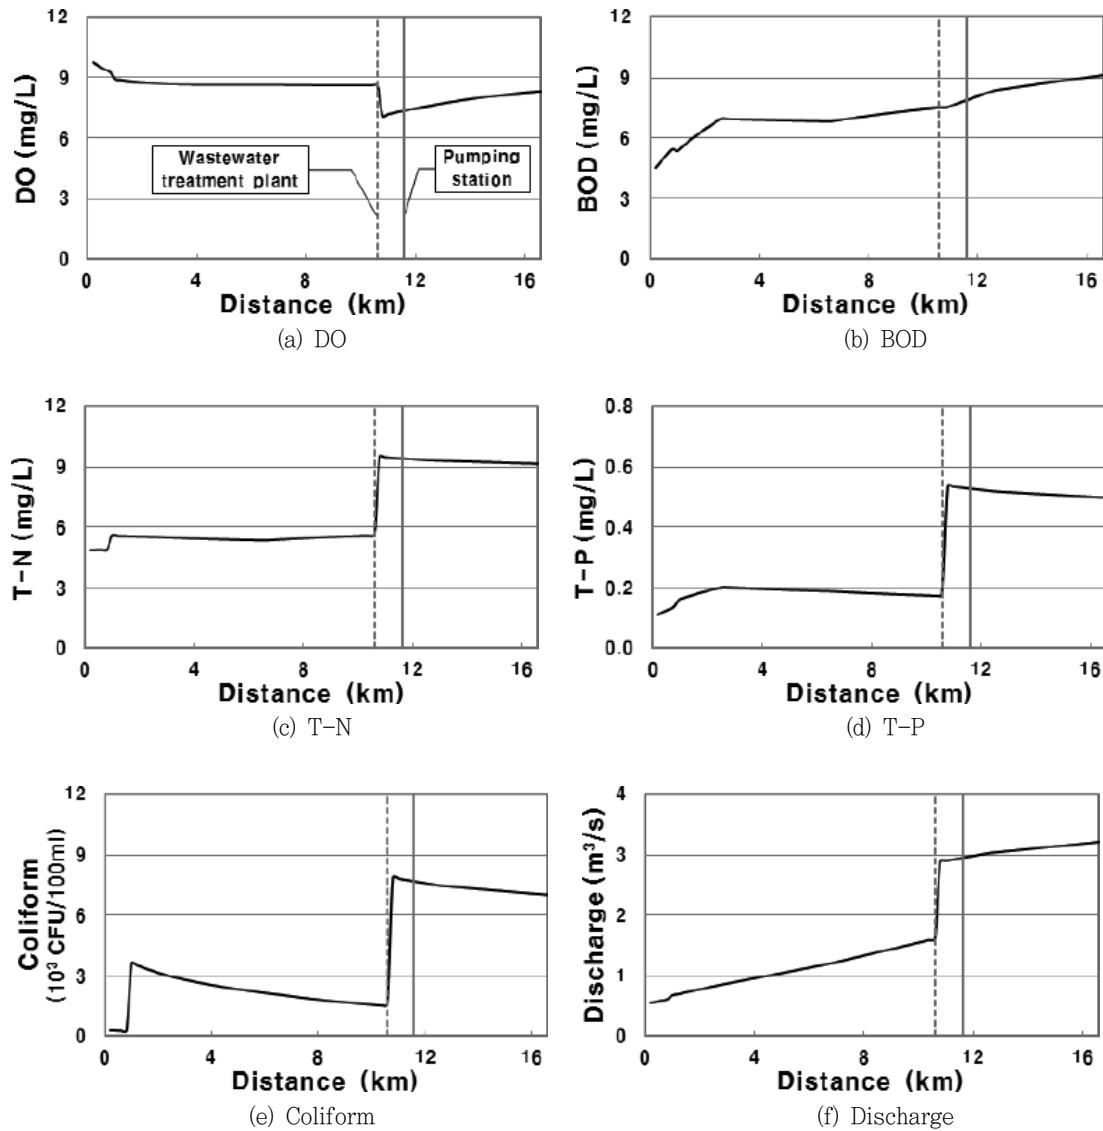 12
9
6
3
0
DO (mg/L)
Wastewater
treatment plant
Pumping
station
0 4 8 12 16
Distance (km)
(a) DO
12
9
6
3
0
BOD (mg/L)
0 4 8 12 16
Distance (km)
(b) BOD
12
9
6
3
0
T-N (mg/L)
0 4 8 12 16
Distance (km)
(c) T-N
0.8
0.6
0.4
0.2
0.0
T-P (mg/L)
0 4 8 12 16
Distance (km)
(d) T-P
12
9
6
3
0
Coliform
(10³ CFU/100ml)
0 4 8 12 16
Distance (km)
(e) Coliform
4
3
2
1
0
Discharge (m³/s)
0 4 8 12 16
Distance (km)
(f) Discharge